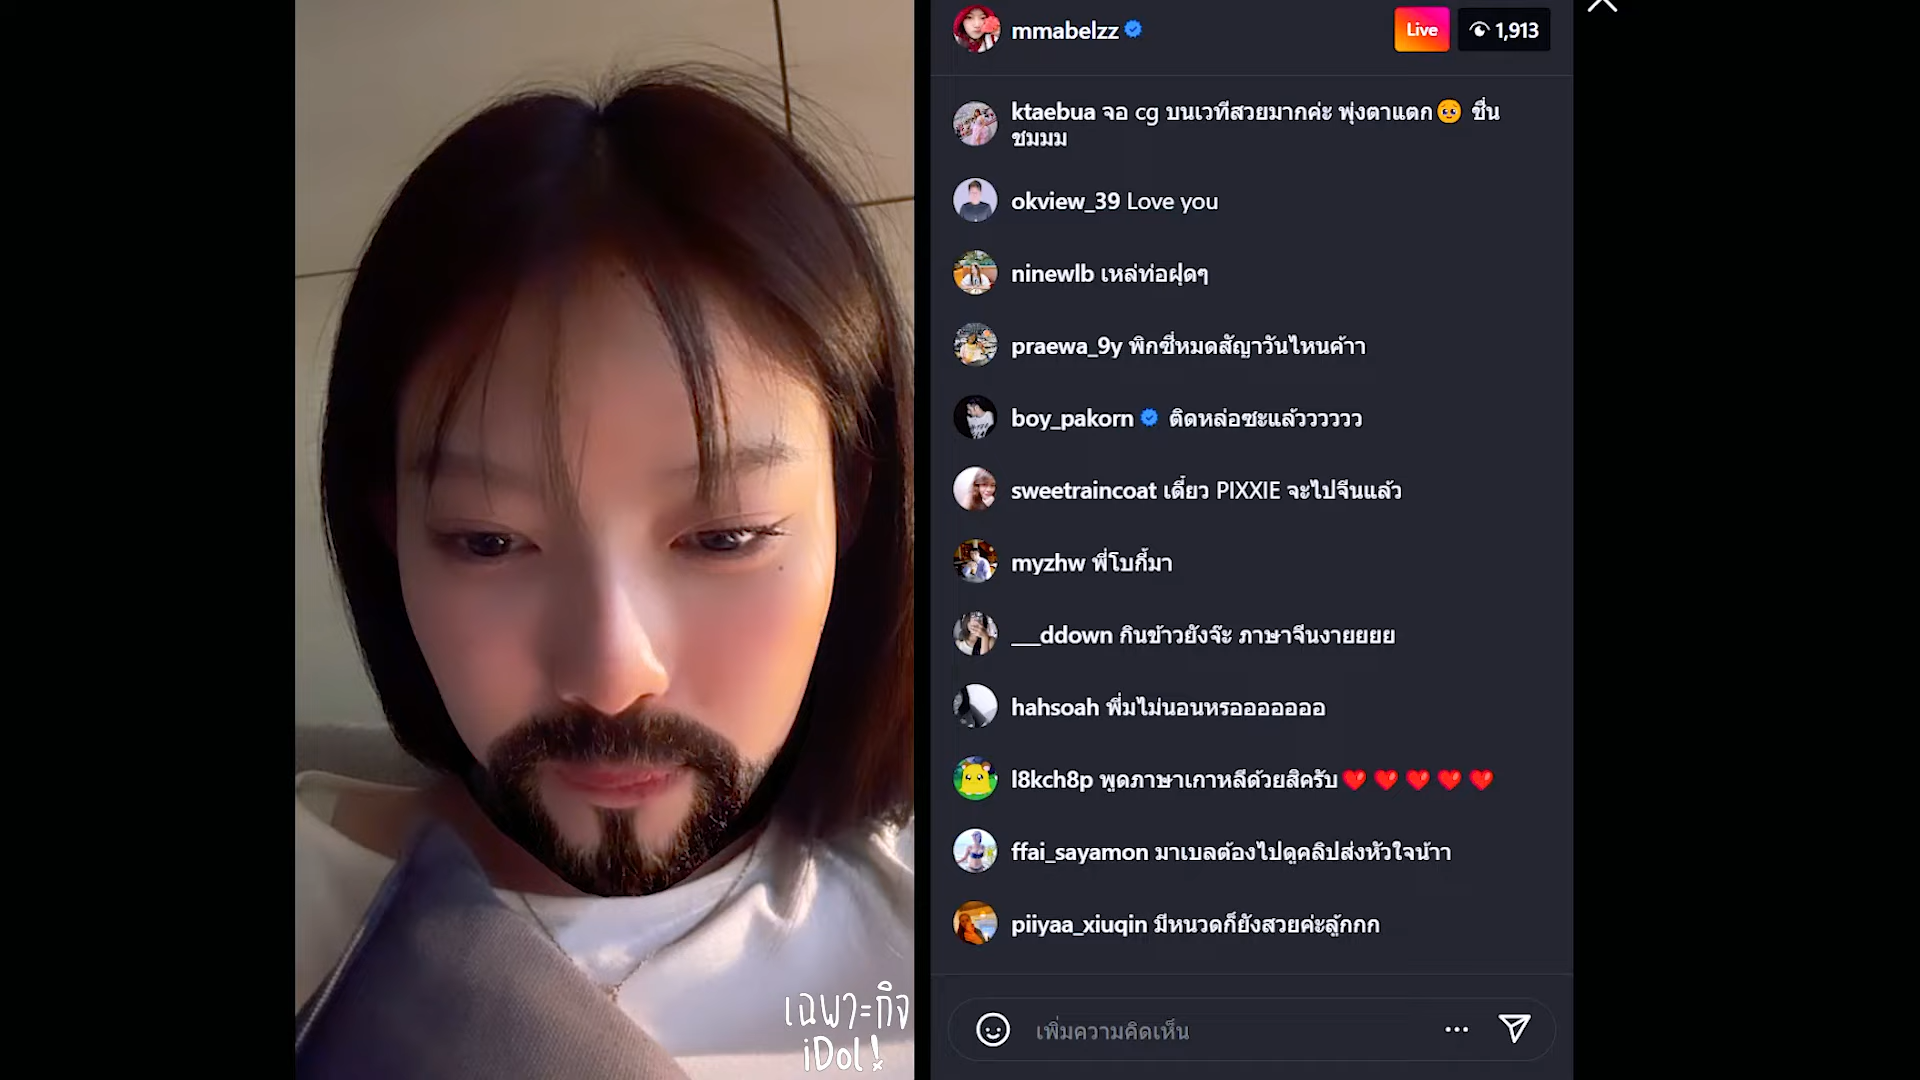 mmabelzz
Live
1,913
ktaebua จอ cg บนเวทีสวยมากค่ะ พุ่งตาแตก🥹 ชื่น
ชมมม
okview_39 Love you
ninewlb เหล่ท่อฝุดๆ
praewa_9y พิกซี่หมดสัญาวันไหนค้าา
boy_pakorn ติดหล่อซะแล้วววววว
sweetraincoat เดี๋ยว PIXXIE จะไปจีนแล้ว
myzhw พี่โบกี้มา
___ddown กินข้าวยังจ๊ะ ภาษาจีนงายยยย
hahsoah พี่มไม่นอนหรอออออออ
l8kch8p พูดภาษาเกาหลีด้วยสิครับ❤️❤️❤️❤️❤️
ffai_sayamon มาเบลต้องไปดูคลิปส่งหัวใจน้าา
piiyaa_xiuqin มีหนวดก็ยังสวยค่ะลู้กกก
เพิ่มความคิดเห็น
เฉพาะกิจ
iDol!